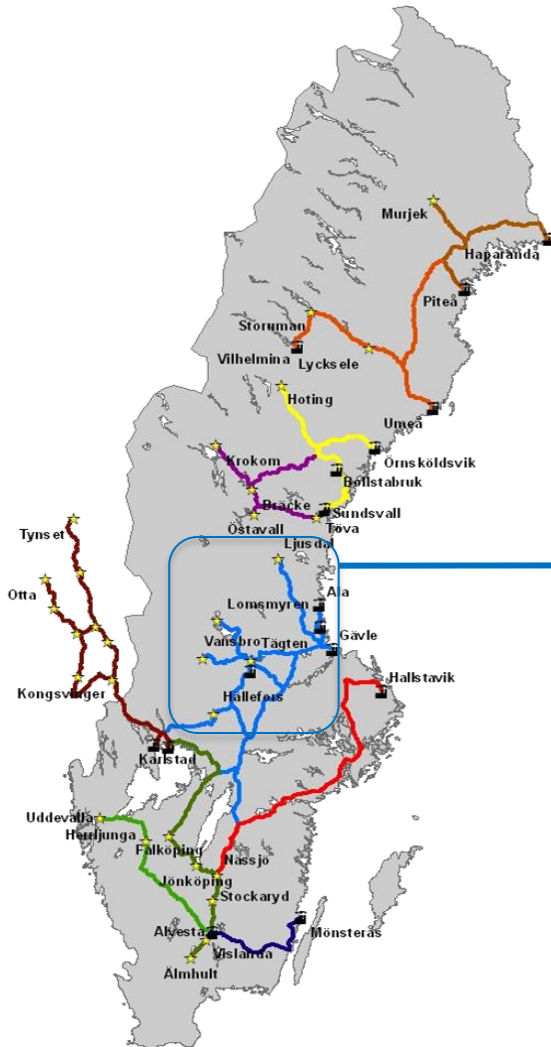 Murjek
Haparanda
Piteå
Storuman
Vilhelmina
Lycksele
Hoting
Umeå
Örnsköldsvik
Krokom
Bollstabruk
Bräcke
Sundsvall
Östavall
Töva
Tynset
Ljusdal
Otta
Lomsmyren
Ala
Vansbro
Tägten
Gävle
Kongsvinger
Hällefors
Hallstavik
Karlstad
Uddevalla
Herrljunga
Falköping
Nässjö
Jönköping
Stockaryd
Alvesta
Mönsterås
Vislanda
Älmhult